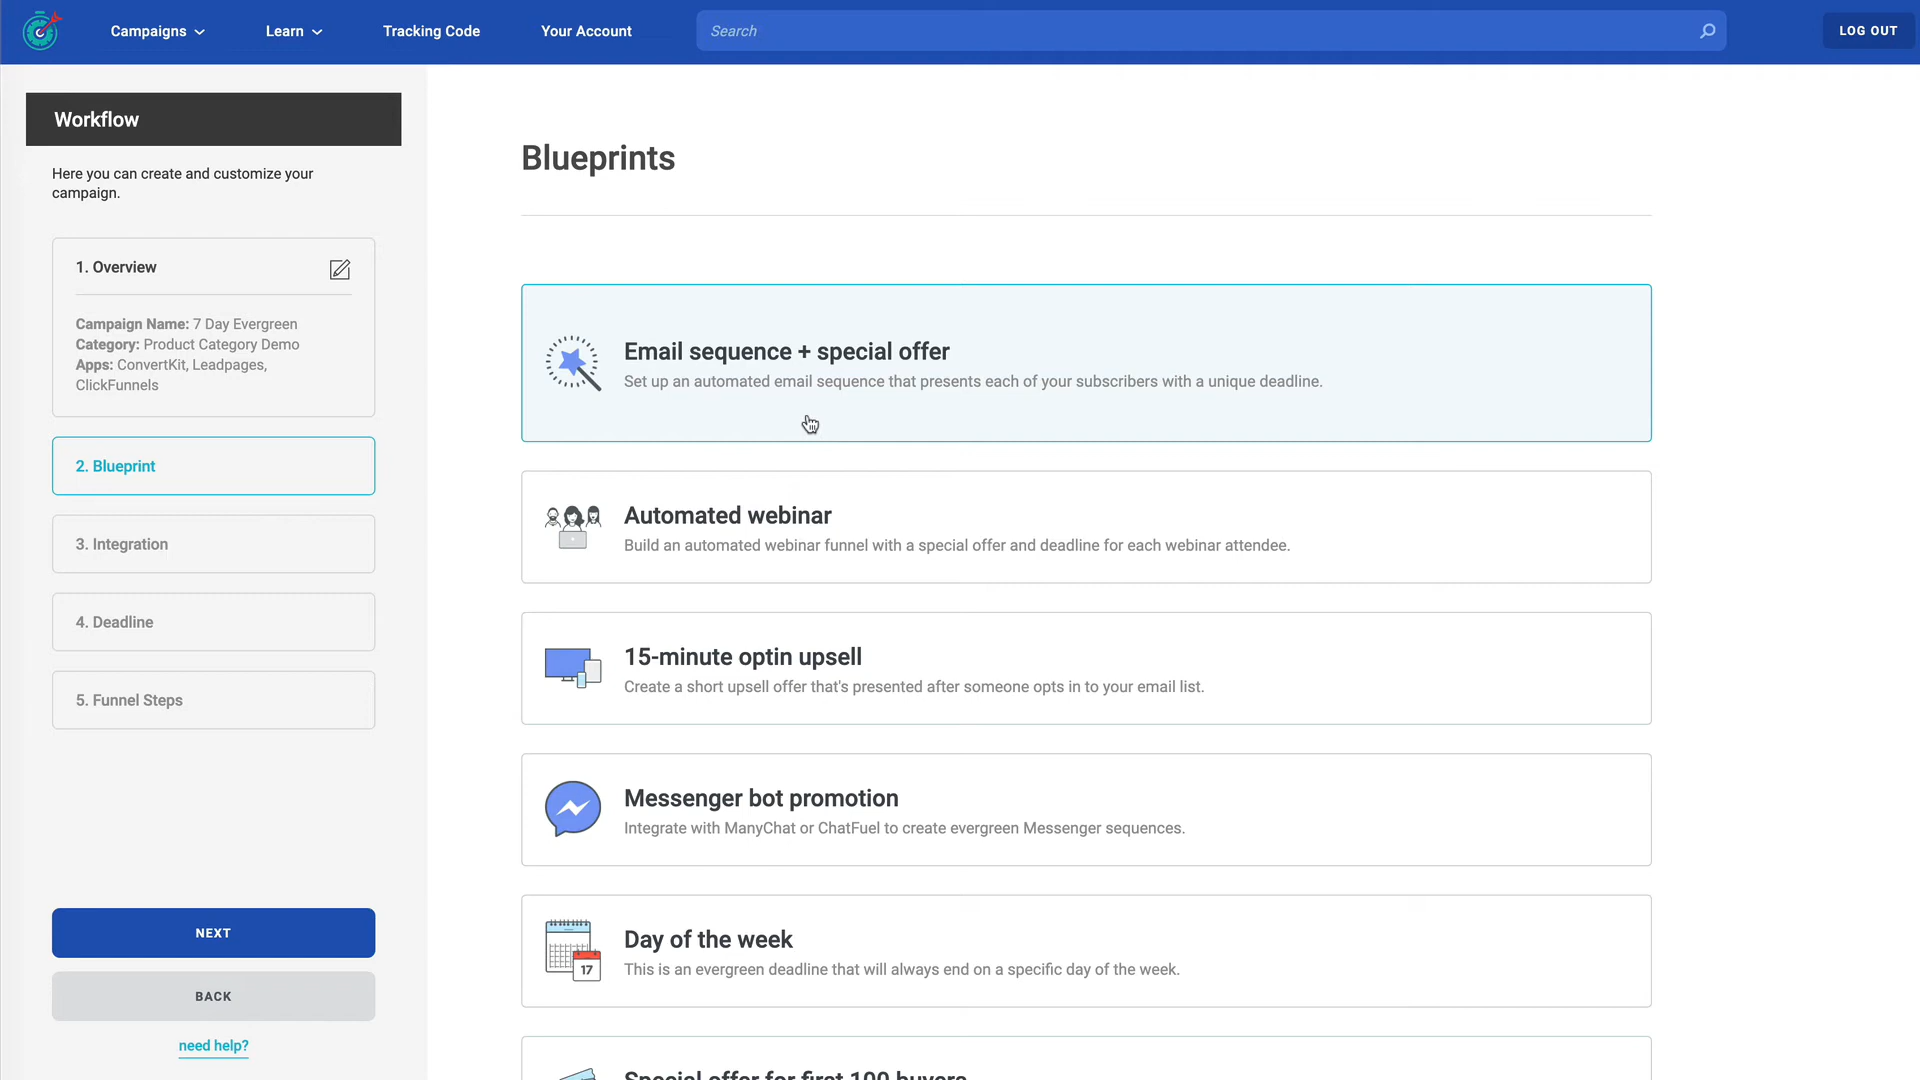 Campaigns
Learn
Tracking Code
Your Account
Search
LOG OUT
Workflow
Here you can create and customize your
campaign.
1. Overview
Campaign Name: 7 Day Evergreen
Category: Product Category Demo
Apps: ConvertKit, Leadpages,
ClickFunnels
2. Blueprint
3. Integration
4. Deadline
5. Funnel Steps
NEXT
BACK
need help?
Blueprints
Email sequence + special offer
Set up an automated email sequence that presents each of your subscribers with a unique deadline.
Automated webinar
Build an automated webinar funnel with a special offer and deadline for each webinar attendee.
15-minute optin upsell
Create a short upsell offer that's presented after someone opts in to your email list.
Messenger bot promotion
Integrate with ManyChat or ChatFuel to create evergreen Messenger sequences.
17
Day of the week
This is an evergreen deadline that will always end on a specific day of the week.
Special offer for first 100 buyers